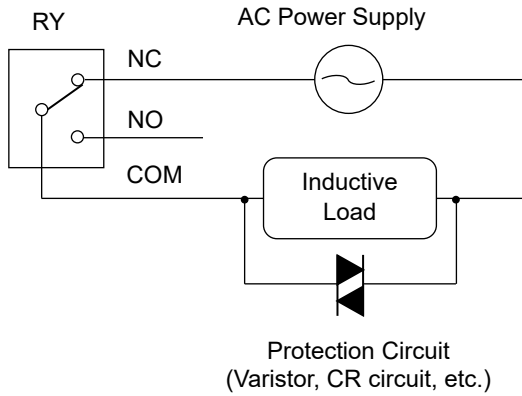 RY
AC Power Supply
NC
NO
COM
Inductive
Load
Protection Circuit
(Varistor, CR circuit, etc.)